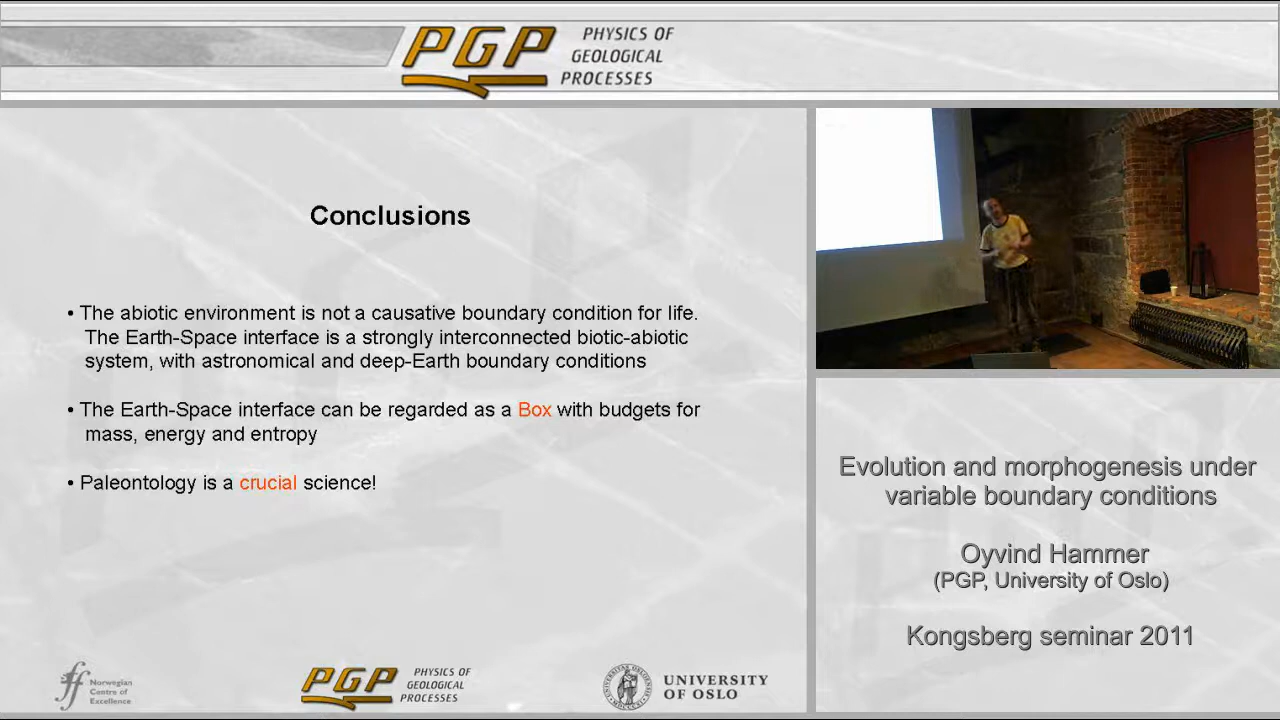 PGP
PHYSICS OF
GEOLOGICAL
PROCESSES
Conclusions
• The abiotic environment is not a causative boundary condition for life.
The Earth-Space interface is a strongly interconnected biotic-abiotic
system, with astronomical and deep-Earth boundary conditions
• The Earth-Space interface can be regarded as a Box with budgets for
mass, energy and entropy
• Paleontology is a crucial science!
Evolution and morphogenesis under
variable boundary conditions
Oyvind Hammer
(PGP, University of Oslo)
Kongsberg seminar 2011
Norwegian
Centre of
Excellence
PGP
PHYSICS OF
GEOLOGICAL
PROCESSES
UNIVERSITY
OF OSLO